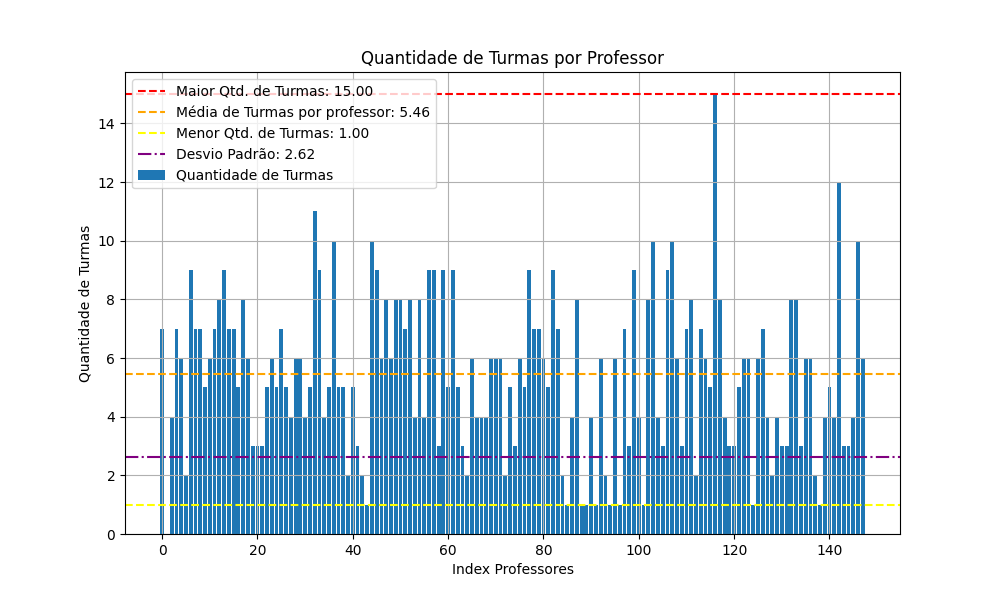 Quantidade de Turmas por Professor
Maior Qtd. de Turmas: 15.00
Média de Turmas por professor: 5.46
Menor Qtd. de Turmas: 1.00
Desvio Padrão: 2.62
Quantidade de Turmas
Quantidade de Turmas
14
12
10
8
6
4
2
0
0 20 40 60 80 100 120 140
Index Professores